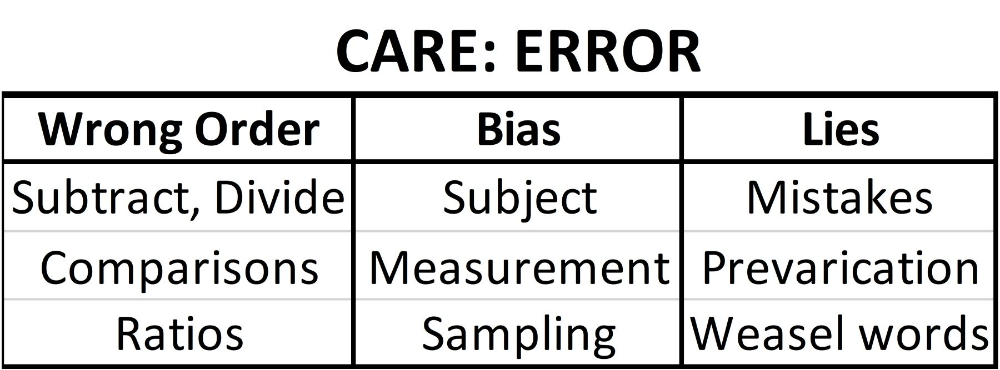 CARE: ERROR
Wrong Order Bias Lies
Subtract, Divide Subject Mistakes
Comparisons Measurement Prevarication
Ratios Sampling Weasel words